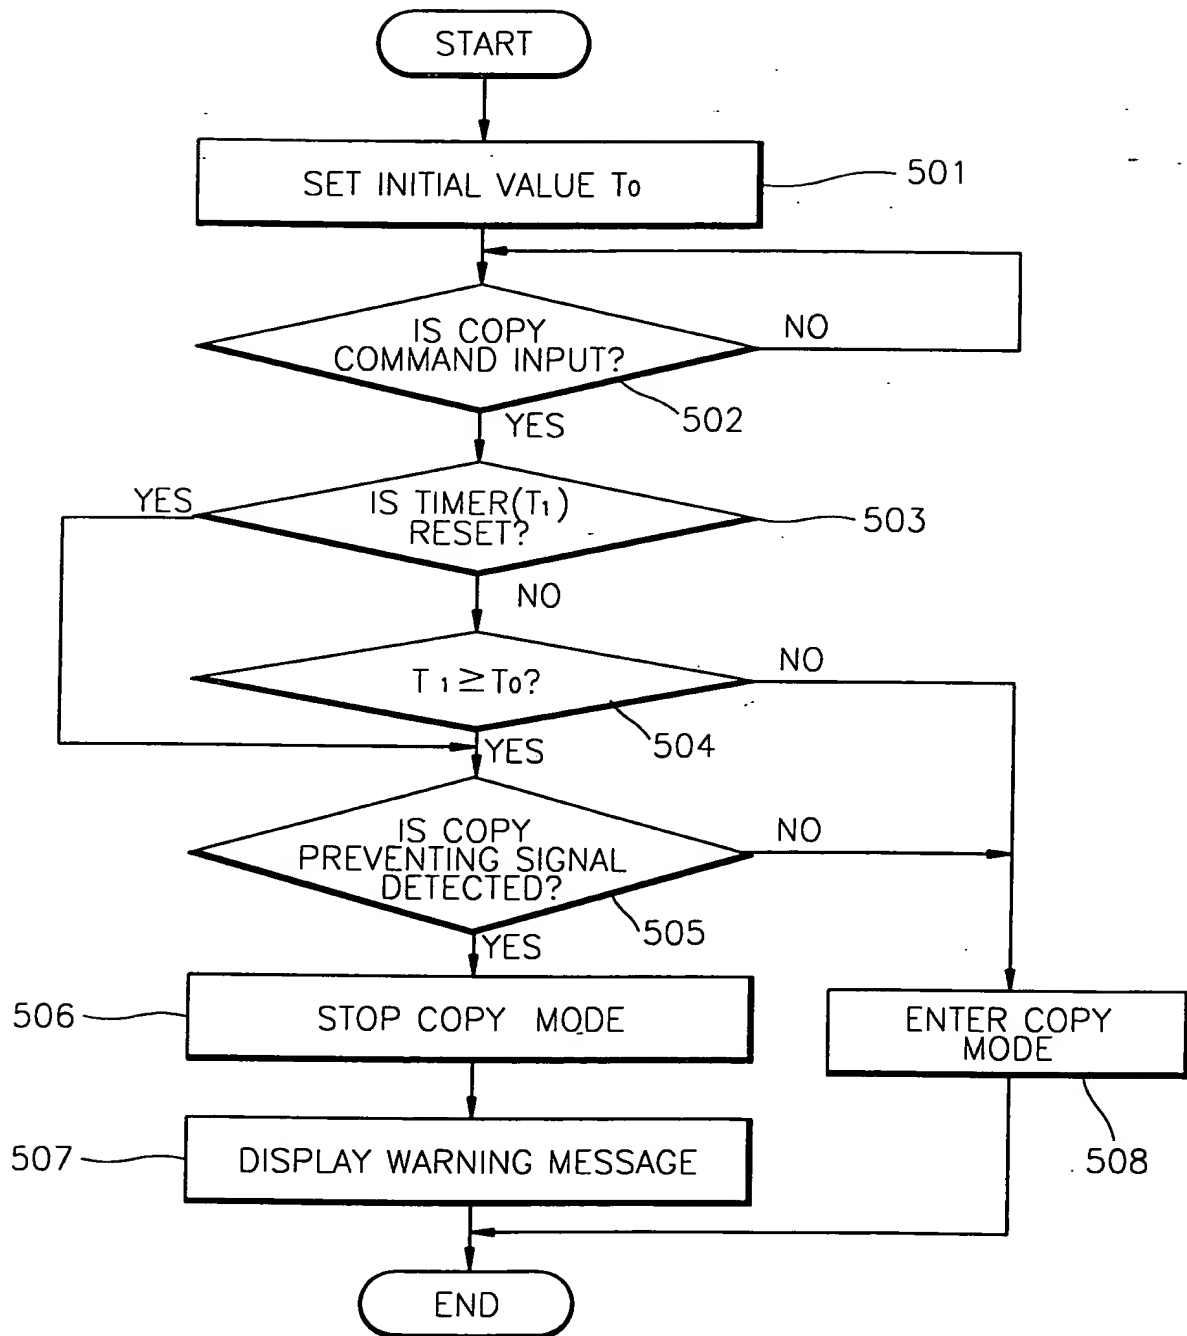 START
SET INITIAL VALUE T0
501
IS COPY
COMMAND INPUT?
NO
502
YES
YES
IS TIMER(T1)
RESET?
503
NO
T1≥T0?
NO
504
YES
IS COPY
PREVENTING SIGNAL
DETECTED?
NO
505
YES
506
STOP COPY MODE
ENTER COPY
MODE
507
DISPLAY WARNING MESSAGE
508
END